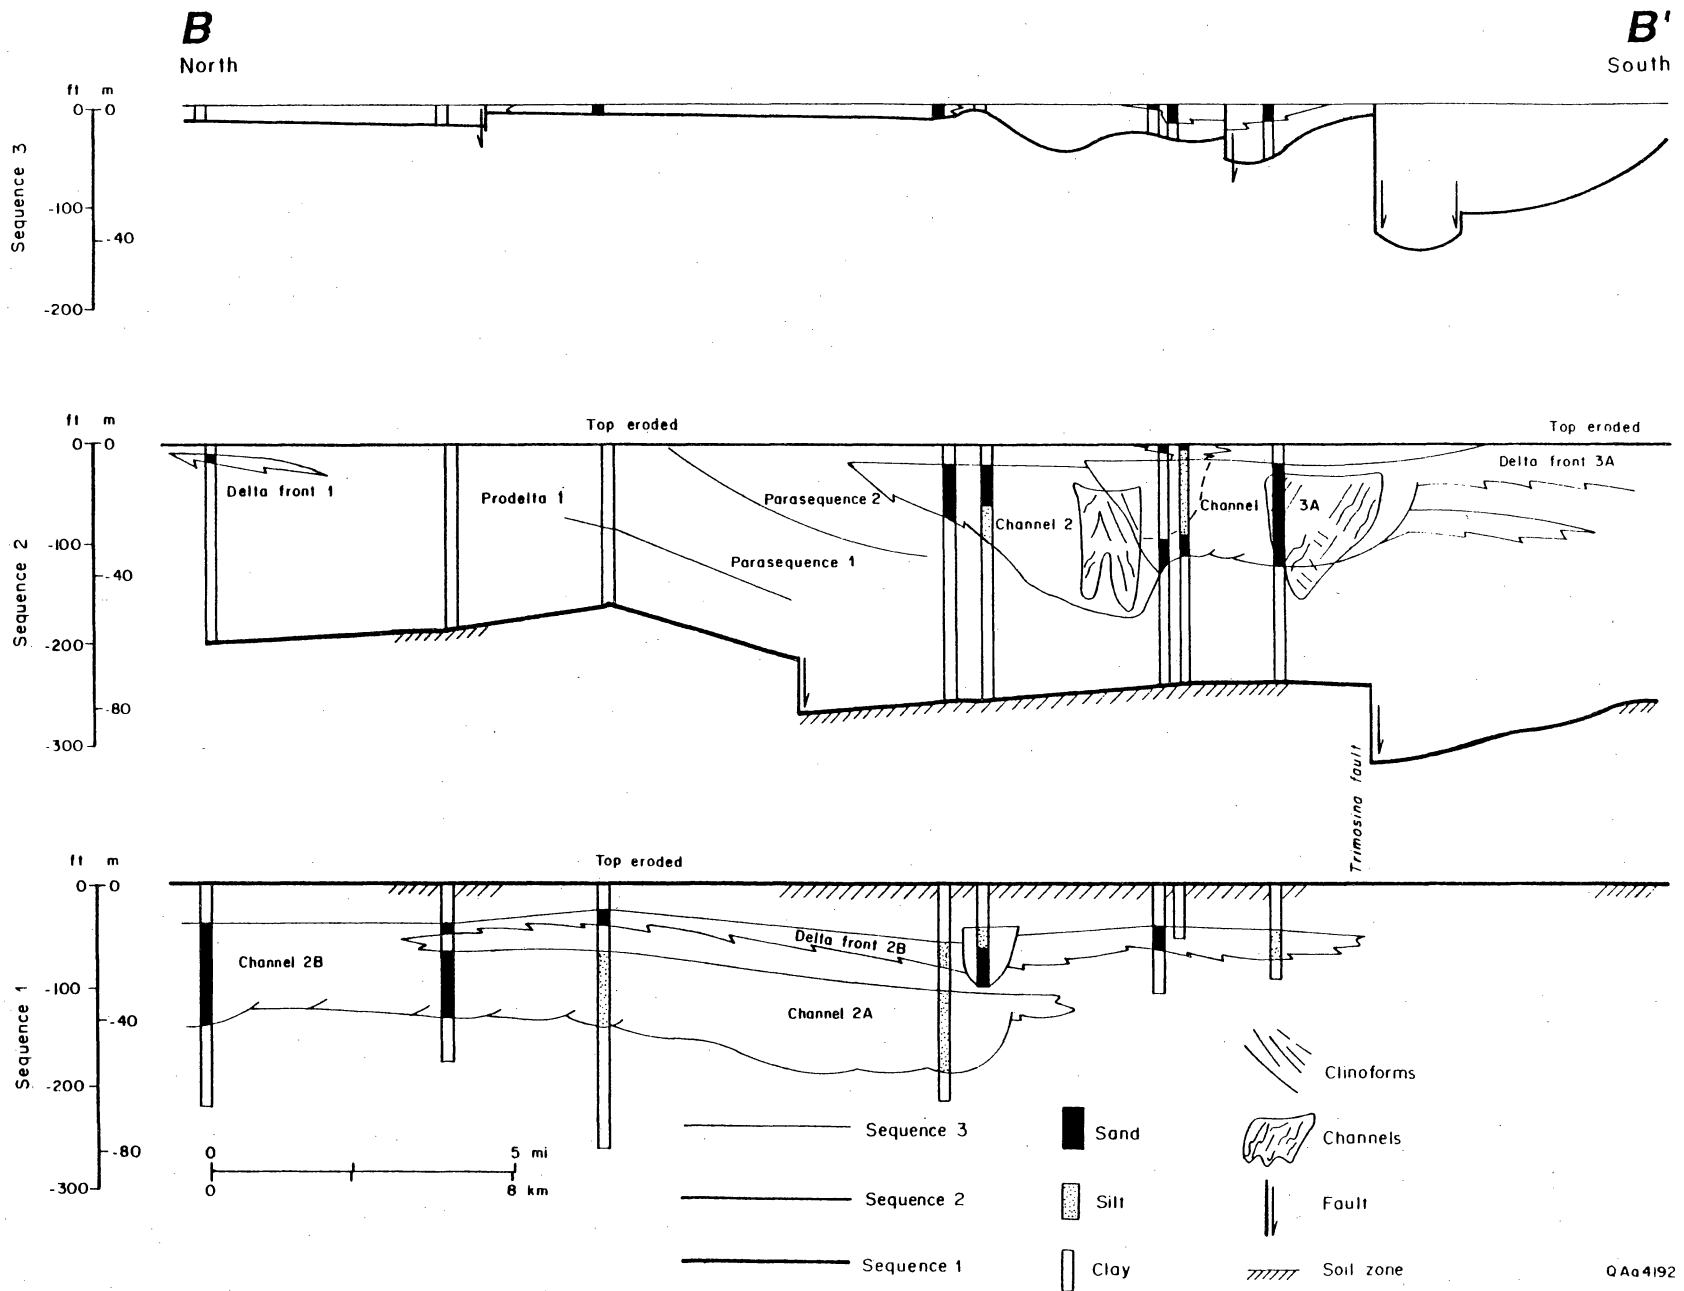 B
B'
North
South
ft m
0 0
-100
-40
-200
Sequence 3
ft m
0 0
-100
-40
-200
-80
-300
Sequence 2
Top eroded
Top eroded
Delta front 1
Prodelta 1
Parasequence 2
Parasequence 1
Channel 2
Channel 3A
Delta front 3A
Trimosina fault
ft m
0 0
-100
-40
-200
-80
-300
Sequence 1
Top eroded
Channel 2B
Delta front 2B
Channel 2A
0 5 mi
0 8 km
Sequence 3
Sequence 2
Sequence 1
Sand
Silt
Clay
Clinoforms
Channels
Fault
Soil zone
QAa4192